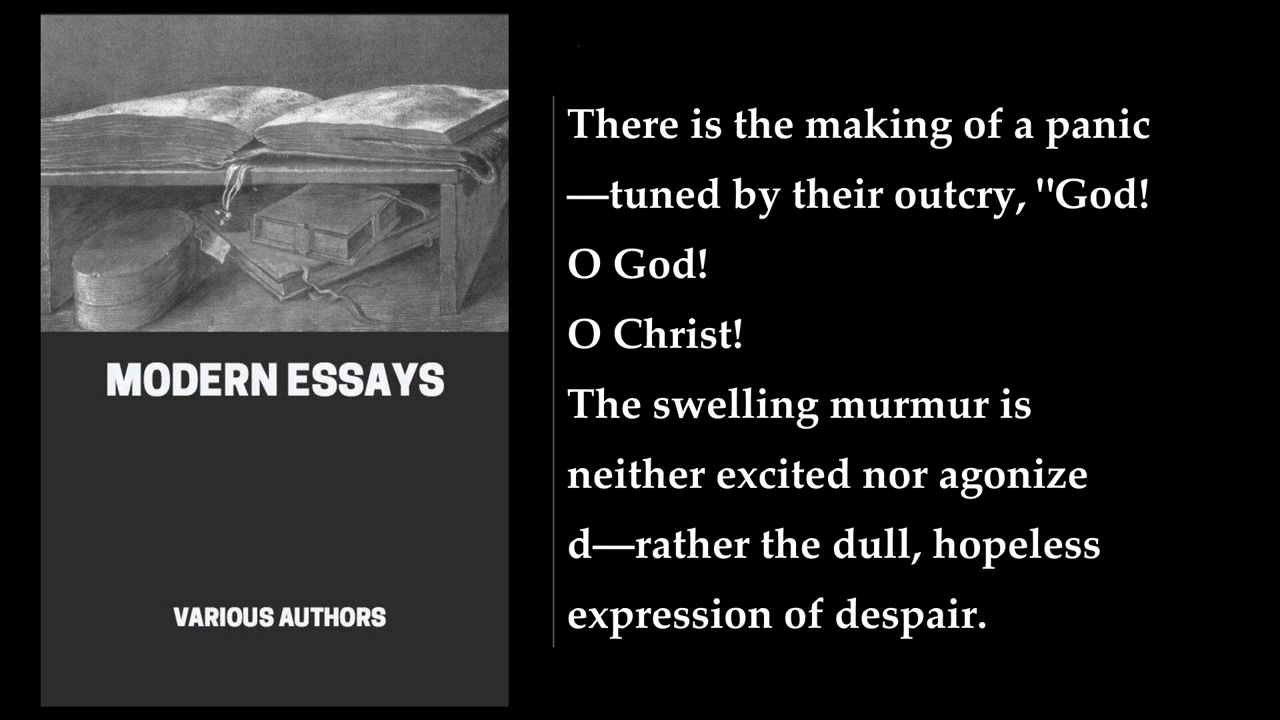 MODERN ESSAYS
VARIOUS AUTHORS
There is the making of a panic
—tuned by their outcry, "God!
O God!
O Christ!
The swelling murmur is
neither excited nor agonize
d—rather the dull, hopeless
expression of despair.